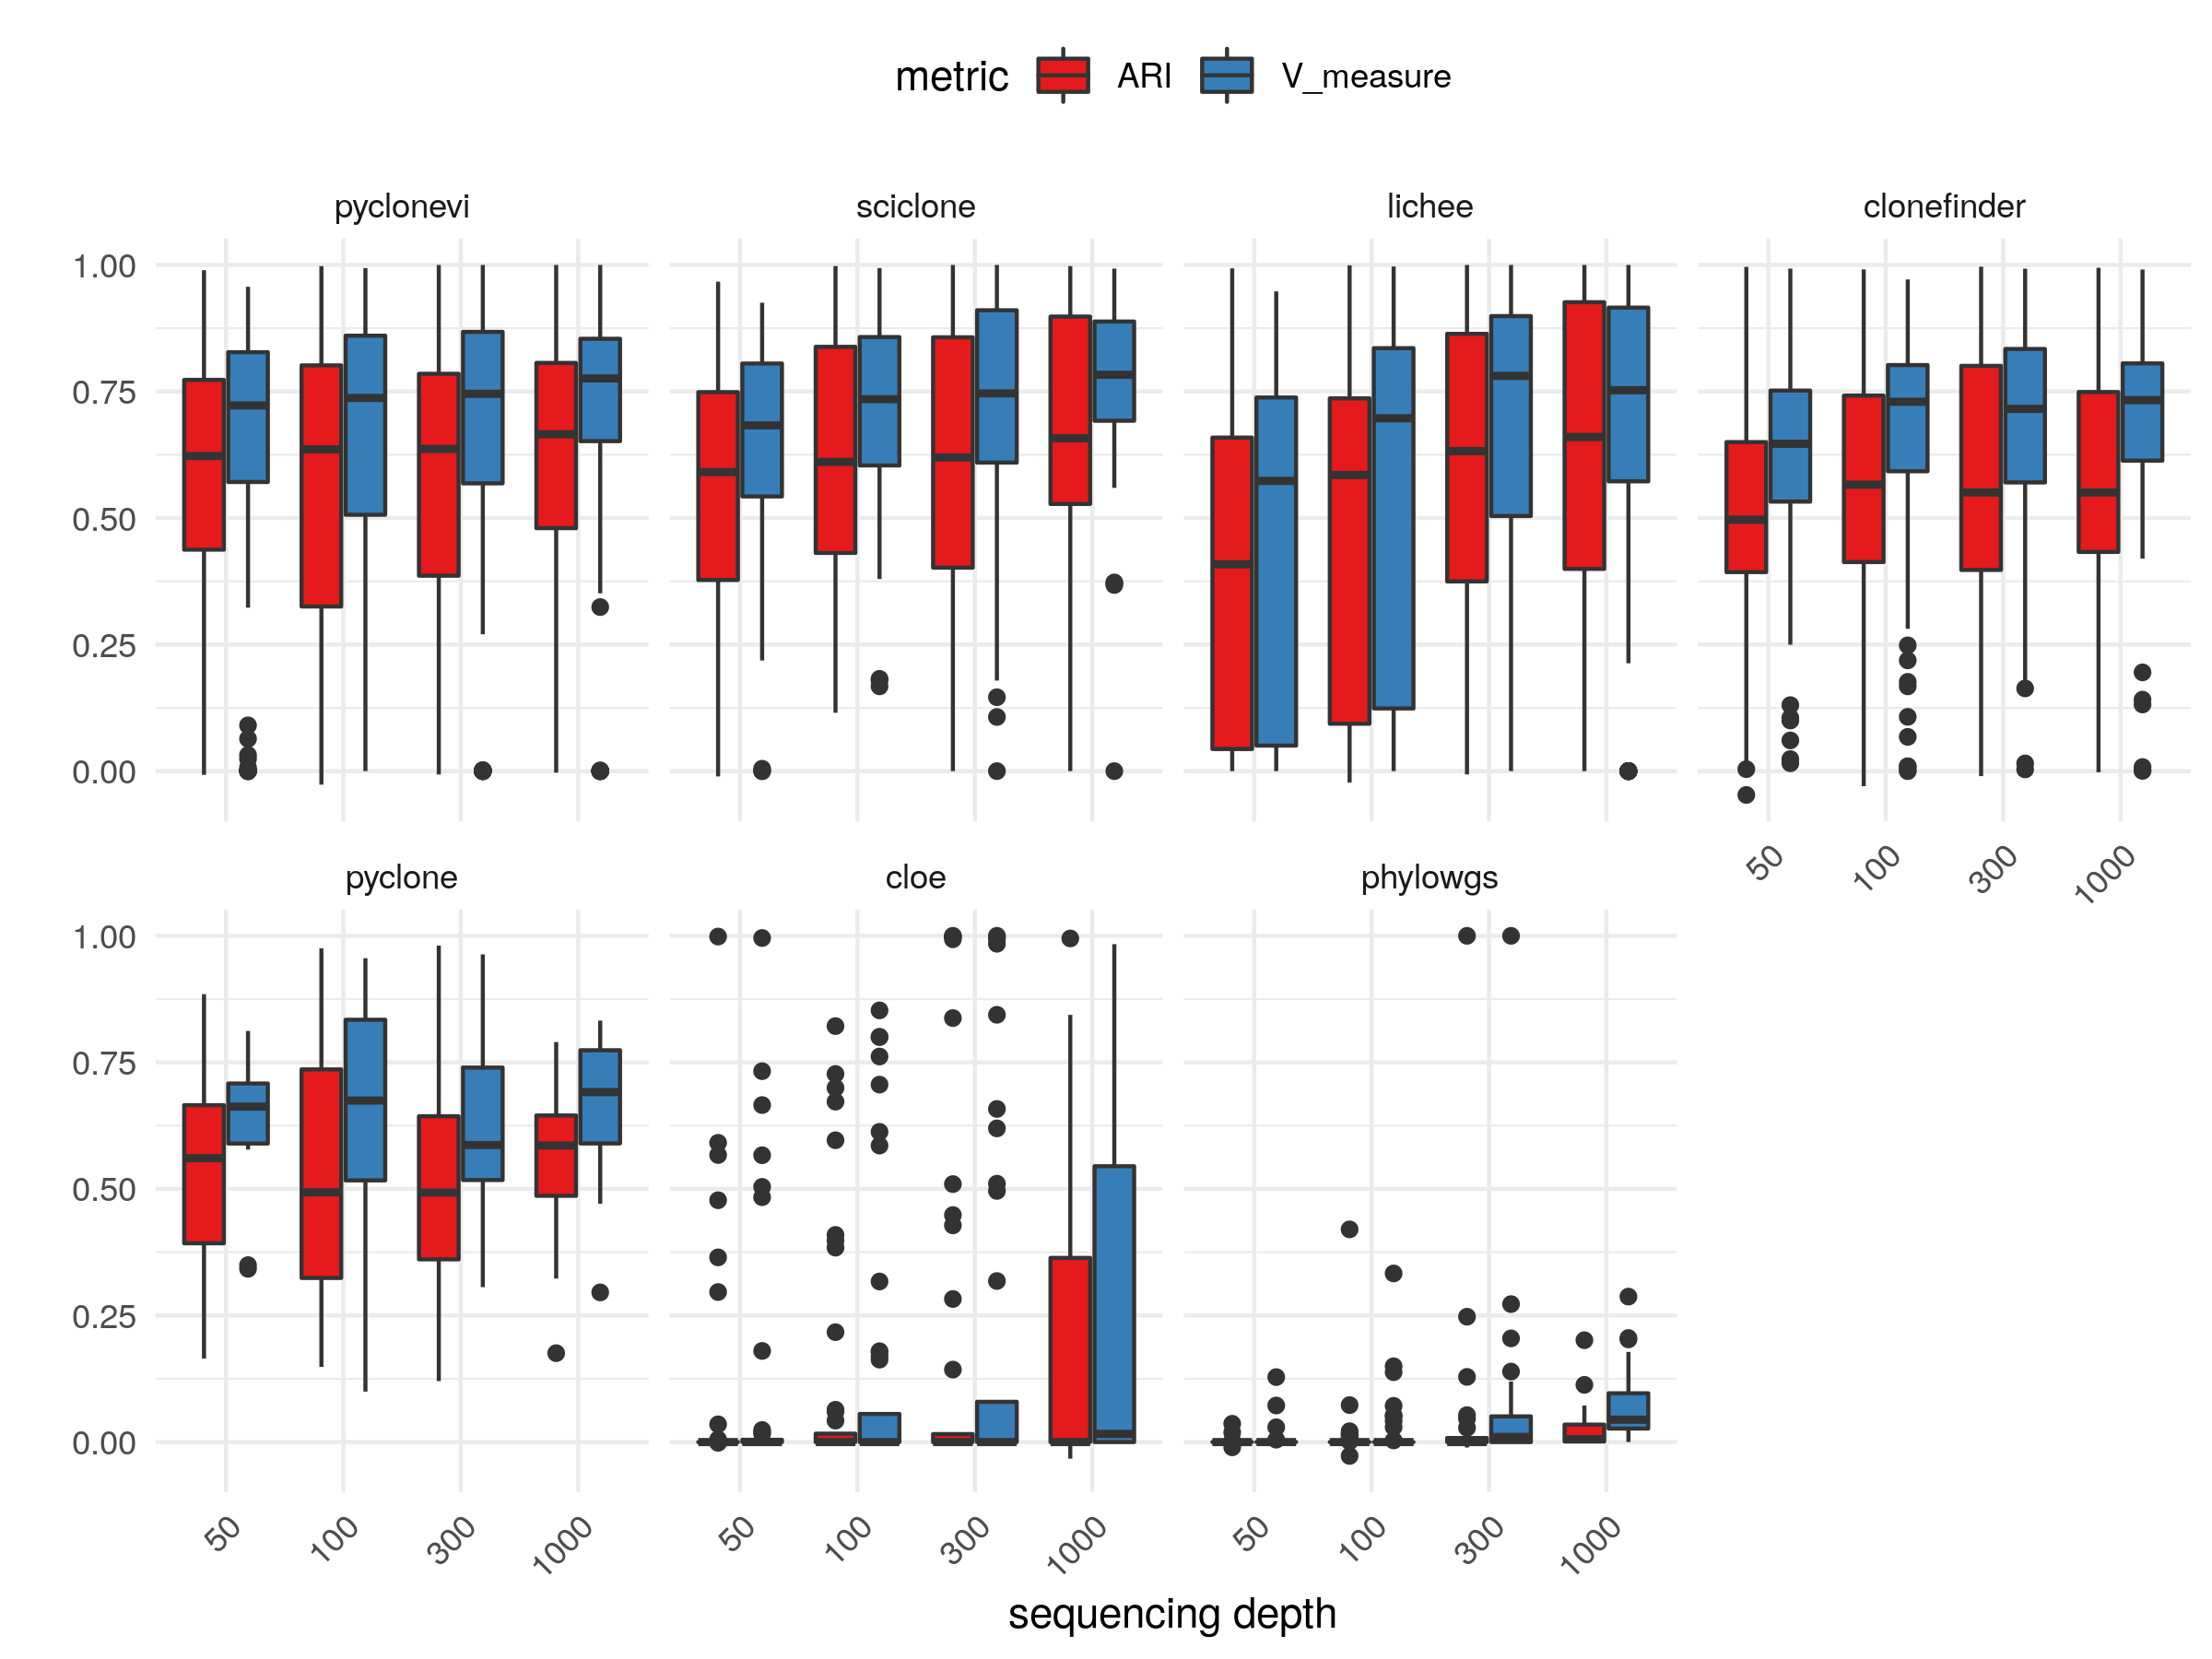 metric ARI V_measure
pyclonevi sciclone lichee clonefinder
1.00
0.75
0.50
0.25
0.00
50 100 300 1000
pyclone cloe phylowgs
1.00
0.75
0.50
0.25
0.00
50 100 300 1000 50 100 300 1000 50 100 300 1000
sequencing depth